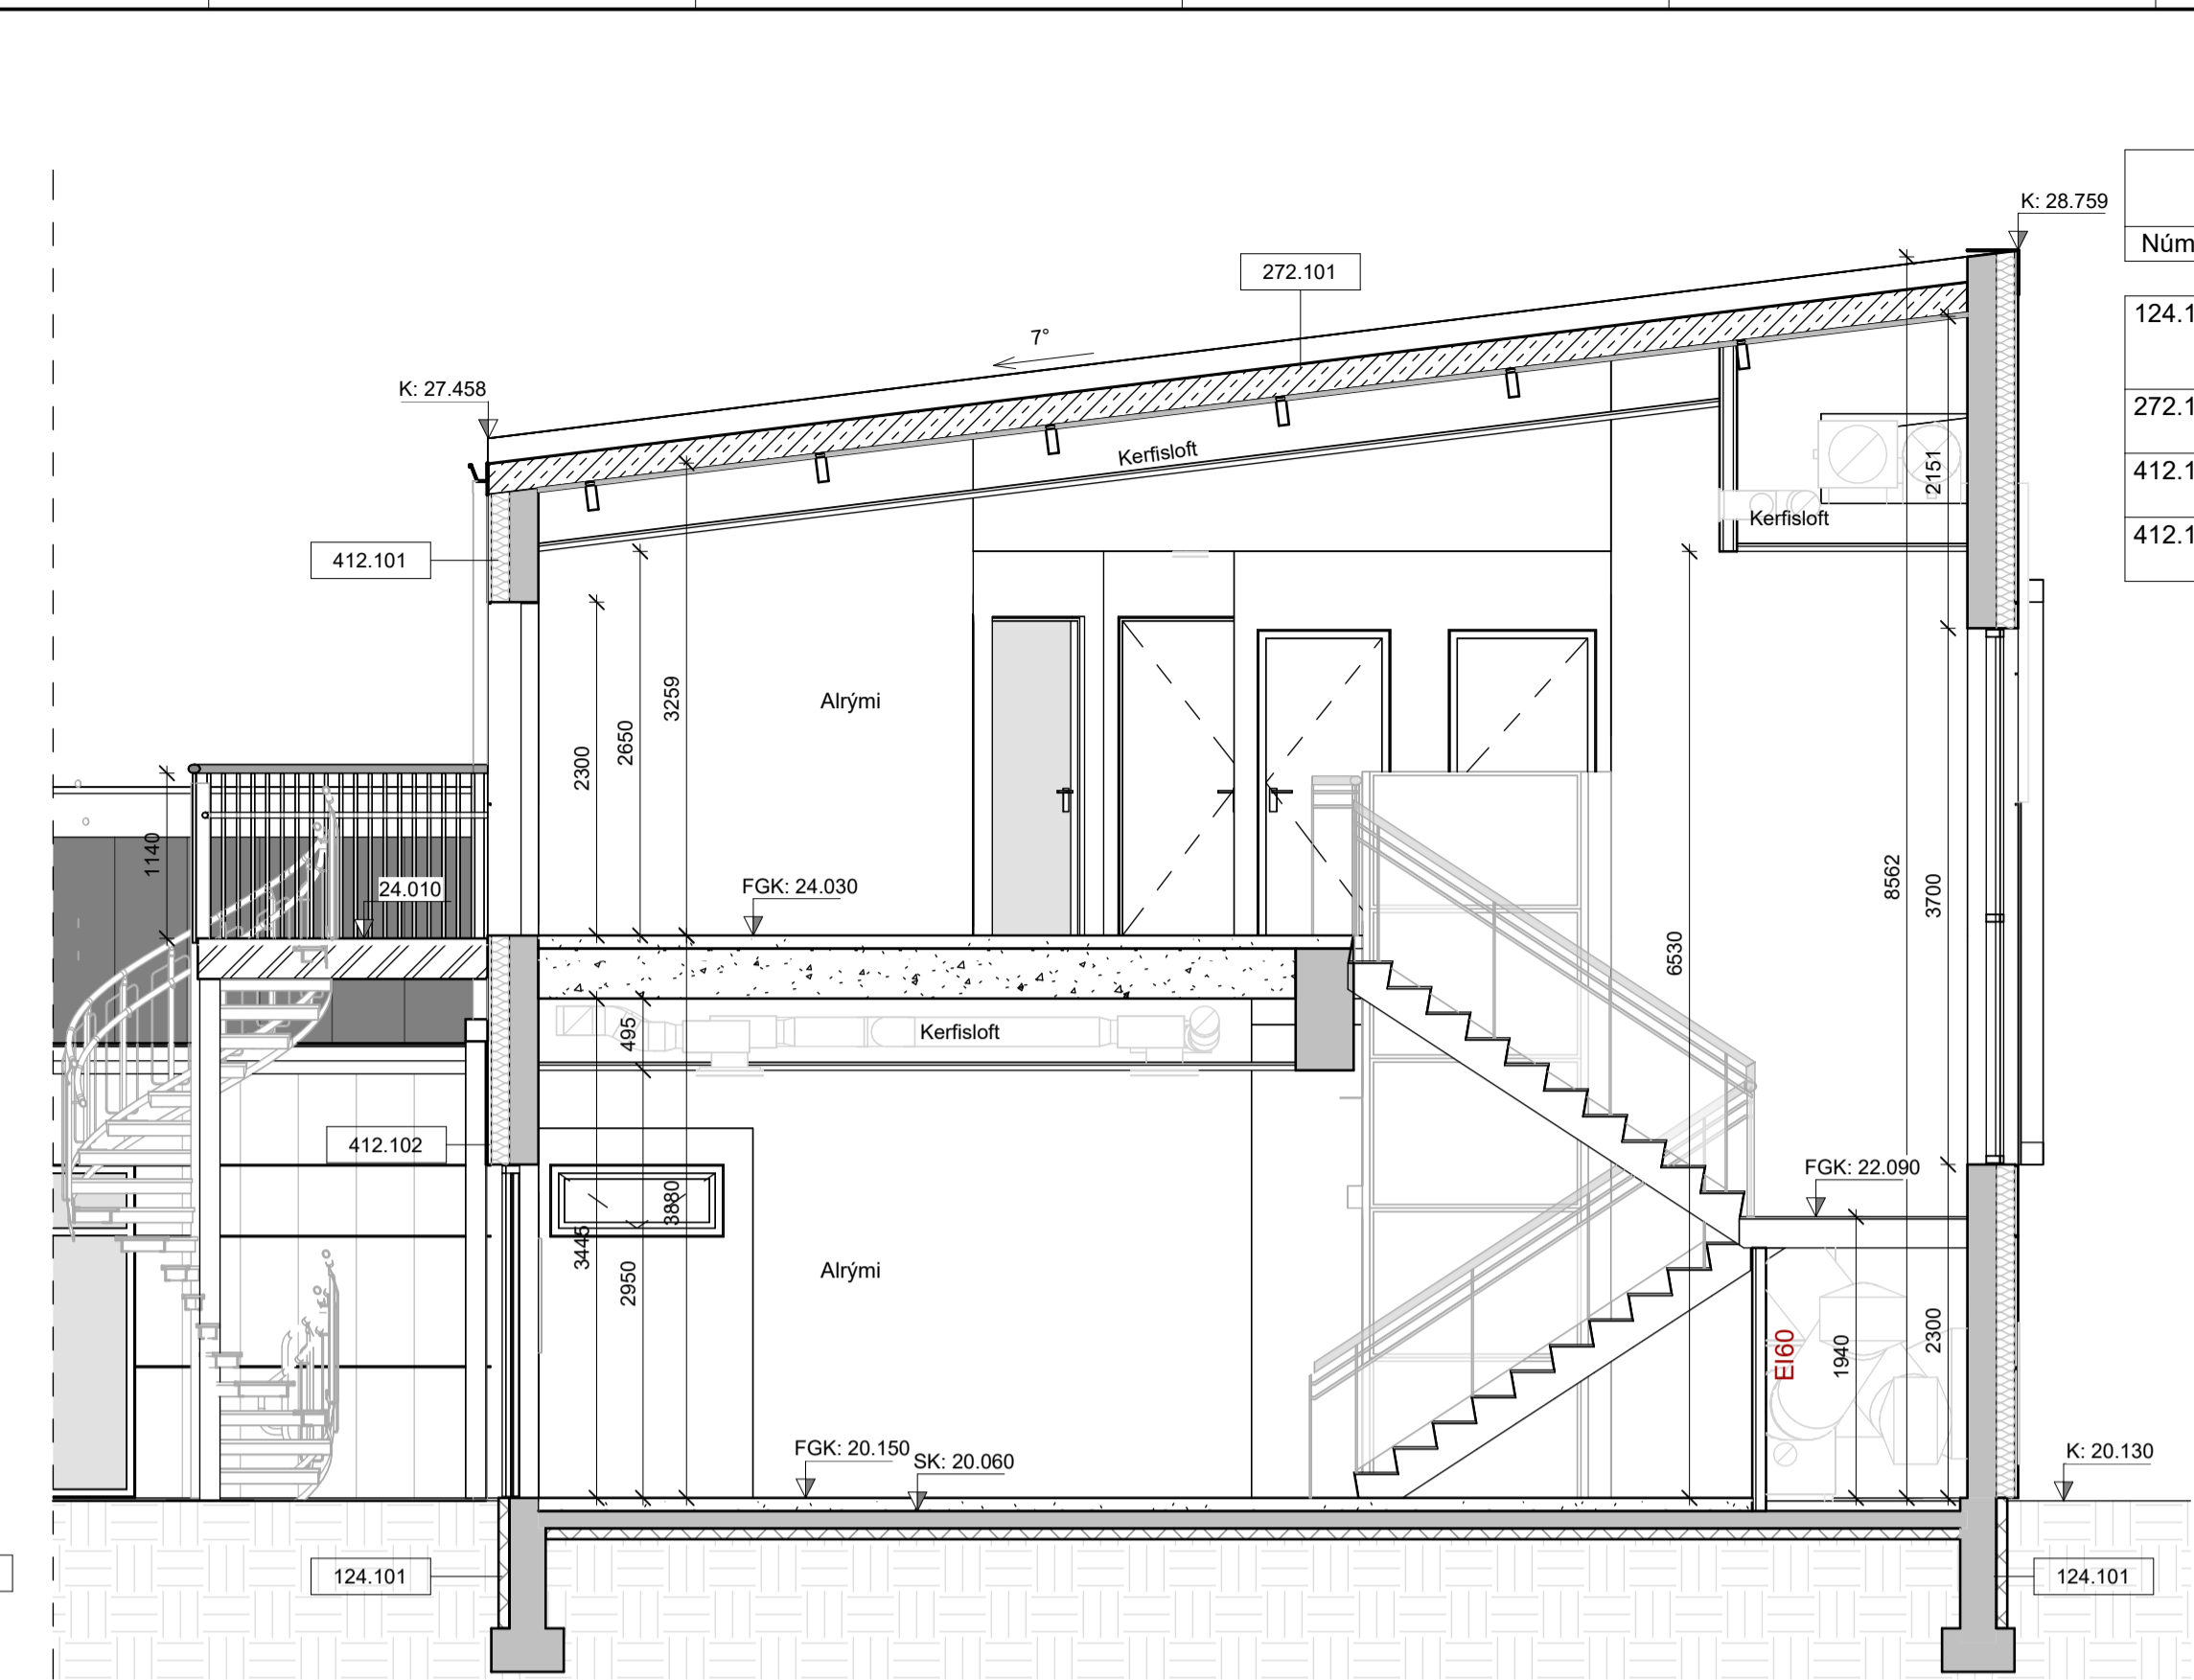 K: 28.759
Núm
272.101
124.1
7°
K: 27.458
272.1
Kerfisloft
412.1
2151
Kerfisloft
412.101
412.1
Alrými
3259
2650
2300
1140
24.010
FGK: 24.030
8562
3700
6530
495
Kerfisloft
412.102
FGK: 22.090
3880
3445
2950
Alrými
EI60
1940
2300
FGK: 20.150
SK: 20.060
K: 20.130
124.101
124.101